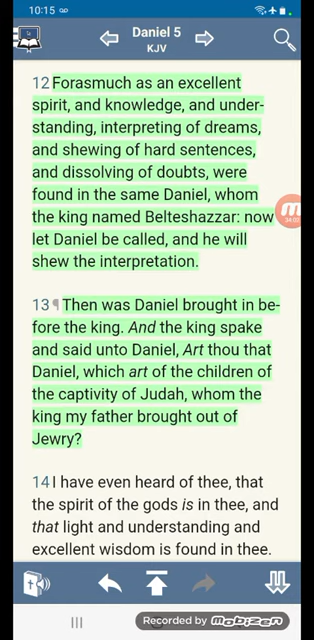 10:15
Daniel 5
KJV
12 Forasmuch as an excellent
spirit, and knowledge, and under-
standing, interpreting of dreams,
and shewing of hard sentences,
and dissolving of doubts, were
found in the same Daniel, whom
the king named Belteshazzar: now
let Daniel be called, and he will
shew the interpretation.
13 ¶ Then was Daniel brought in be-
fore the king. And the king spake
and said unto Daniel, Art thou that
Daniel, which art of the children of
the captivity of Judah, whom the
king my father brought out of
Jewry?
14 I have even heard of thee, that
the spirit of the gods is in thee, and
that light and understanding and
excellent wisdom is found in thee.
Recorded by mobizen